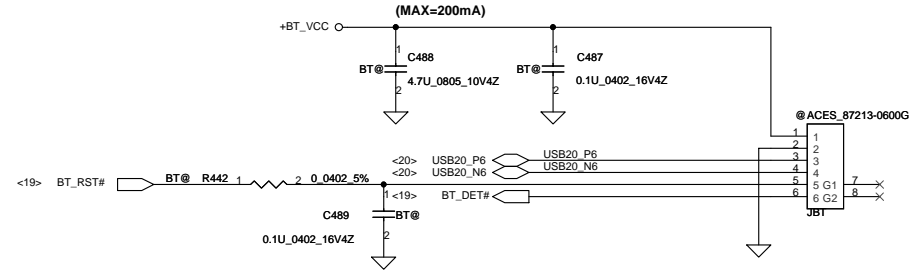 (MAX=200mA)
+BT_VCC
1
C488
BT@
4.7U_0805_10V4Z
2
1
C487
BT@
0.1U_0402_16V4Z
2
@ACES_87213-0600G
1 1
2 2
<20> USB20_P6 USB20_P6 3 3
<20> USB20_N6 USB20_N6 4 4
<19> BT_RST# BT@ R442 1 2 0_0402_5% 5 5 G1 7
<19> BT_DET# 6 6 G2 8
JBT
1
C489
BT@
0.1U_0402_16V4Z
2